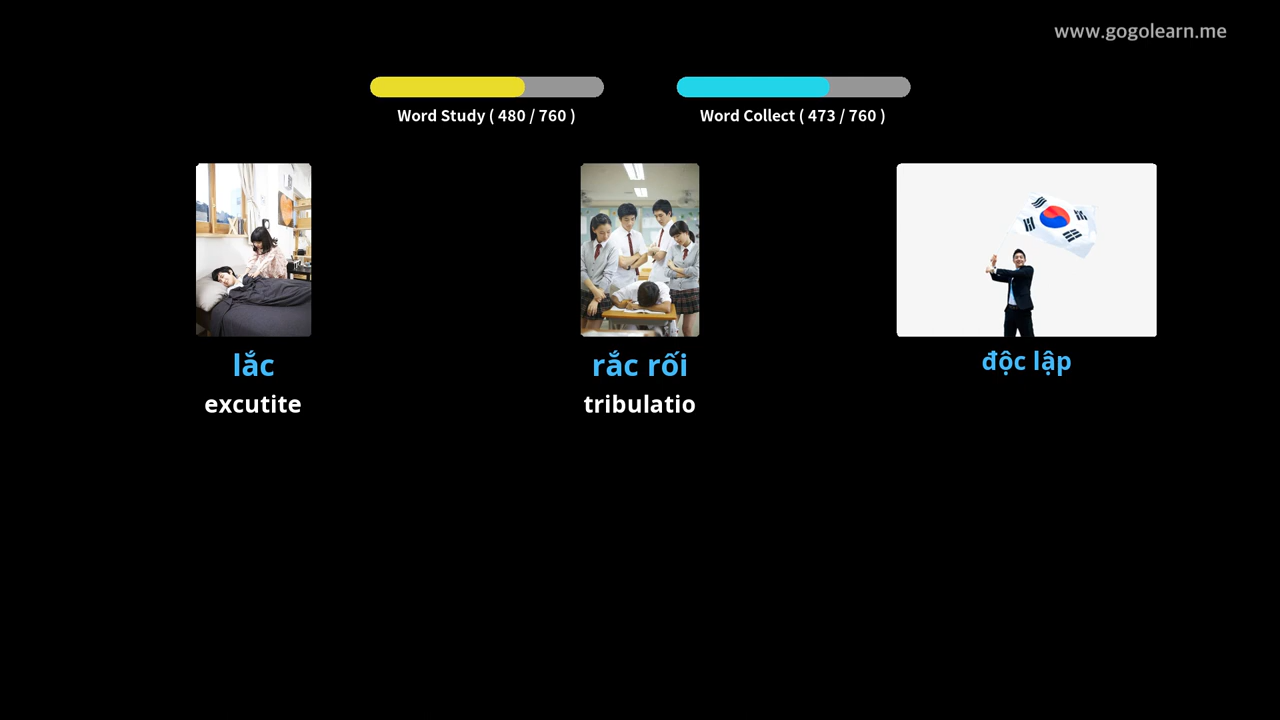 www.gogolearn.me
Word Study ( 480 / 760 )
Word Collect ( 473 / 760 )
lắc
rắc rối
độc lập
excutite
tribulatio